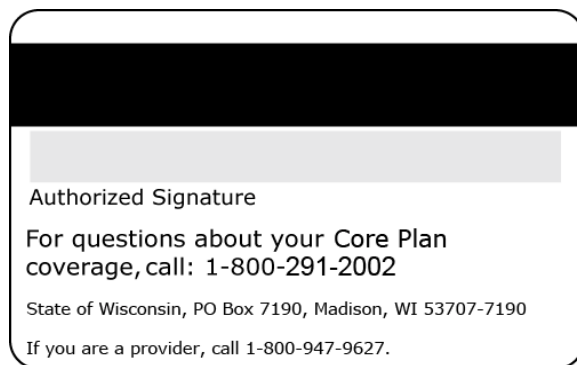 Authorized Signature
For questions about your Core Plan
coverage, call: 1-800-291-2002
State of Wisconsin, PO Box 7190, Madison, WI 53707-7190
If you are a provider, call 1-800-947-9627.